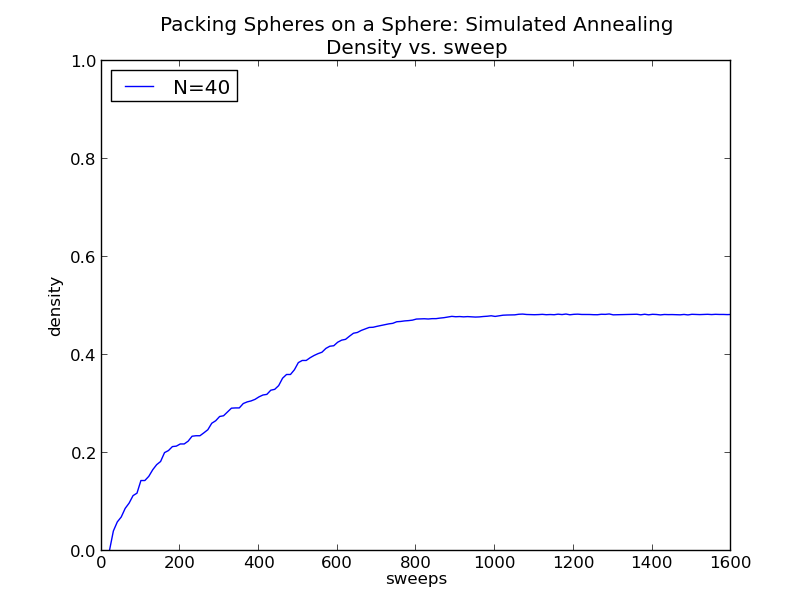 Packing Spheres on a Sphere: Simulated Annealing
Density vs. sweep
N=40
1.0
0.8
0.6
0.4
0.2
0.0
density
0 200 400 600 800 1000 1200 1400 1600
sweeps